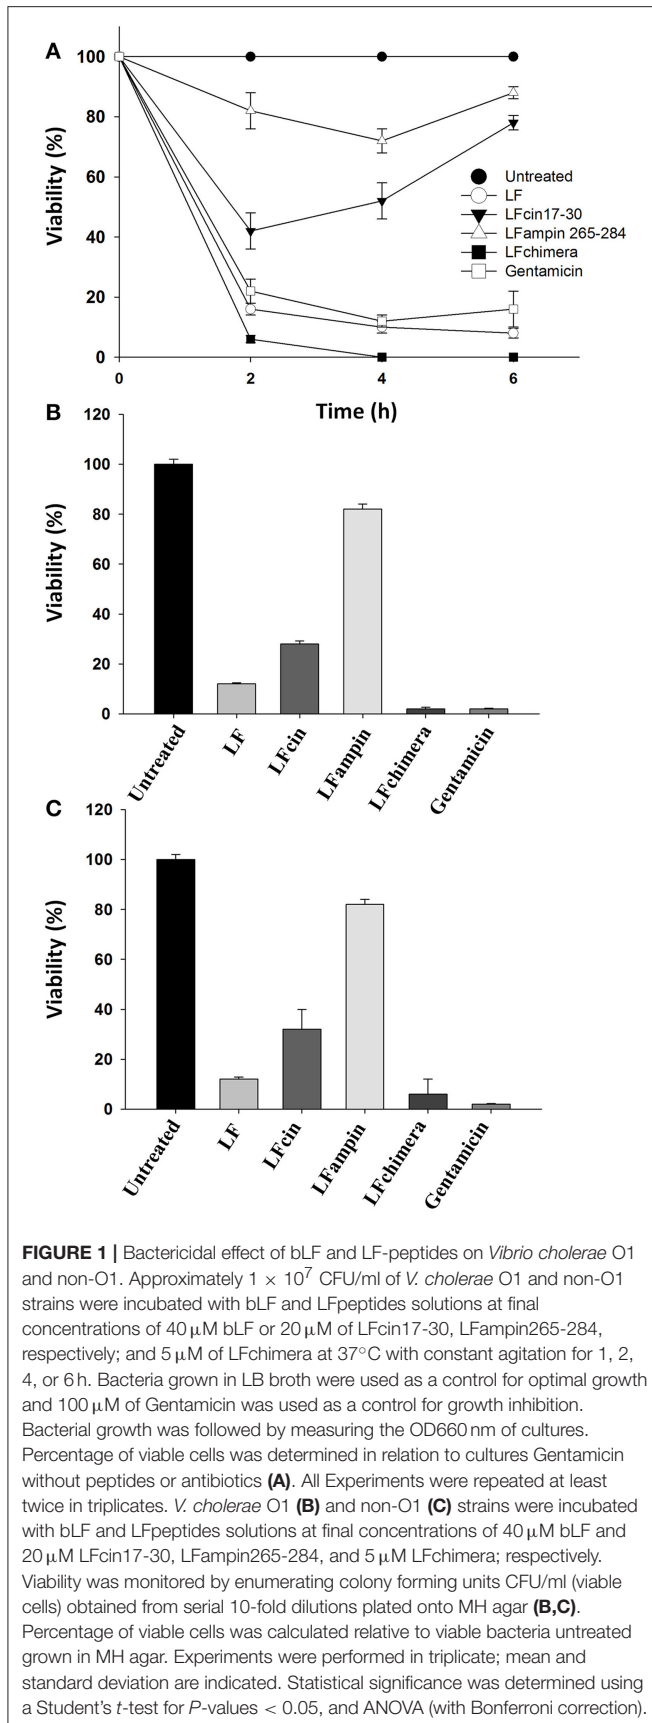 A
100
80
60
40
20
0
Viability (%)
Untreated
LF
LFcin17-30
LFampin 265-284
LFchimera
Gentamicin
0 2 4 6
Time (h)
B
120
100
80
60
40
20
0
Viability (%)
Untreated
LF
LFcin
LFampin
LFchimera
Gentamicin
C
120
100
80
60
40
20
0
Viability (%)
Untreated
LF
LFcin
LFampin
LFchimera
Gentamicin
FIGURE 1 | Bactericidal effect of bLF and LF-peptides on Vibrio cholerae O1
and non-O1. Approximately 1 × 10⁷ CFU/ml of V. cholerae O1 and non-O1
strains were incubated with bLF and LFpeptides solutions at final
concentrations of 40 μM bLF or 20 μM of LFcin17-30, LFampin265-284,
respectively; and 5 μM of LFchimera at 37°C with constant agitation for 1, 2,
4, or 6 h. Bacteria grown in LB broth were used as a control for optimal growth
and 100 μM of Gentamicin was used as a control for growth inhibition.
Bacterial growth was followed by measuring the OD660 nm of cultures.
Percentage of viable cells was determined in relation to cultures Gentamicin
without peptides or antibiotics (A). All Experiments were repeated at least
twice in triplicates. V. cholerae O1 (B) and non-O1 (C) strains were incubated
with bLF and LFpeptides solutions at final concentrations of 40 μM bLF and
20 μM LFcin17-30, LFampin265-284, and 5 μM LFchimera; respectively.
Viability was monitored by enumerating colony forming units CFU/ml (viable
cells) obtained from serial 10-fold dilutions plated onto MH agar (B,C).
Percentage of viable cells was calculated relative to viable bacteria untreated
grown in MH agar. Experiments were performed in triplicate; mean and
standard deviation are indicated. Statistical significance was determined using
a Student's t-test for P-values < 0.05, and ANOVA (with Bonferroni correction).